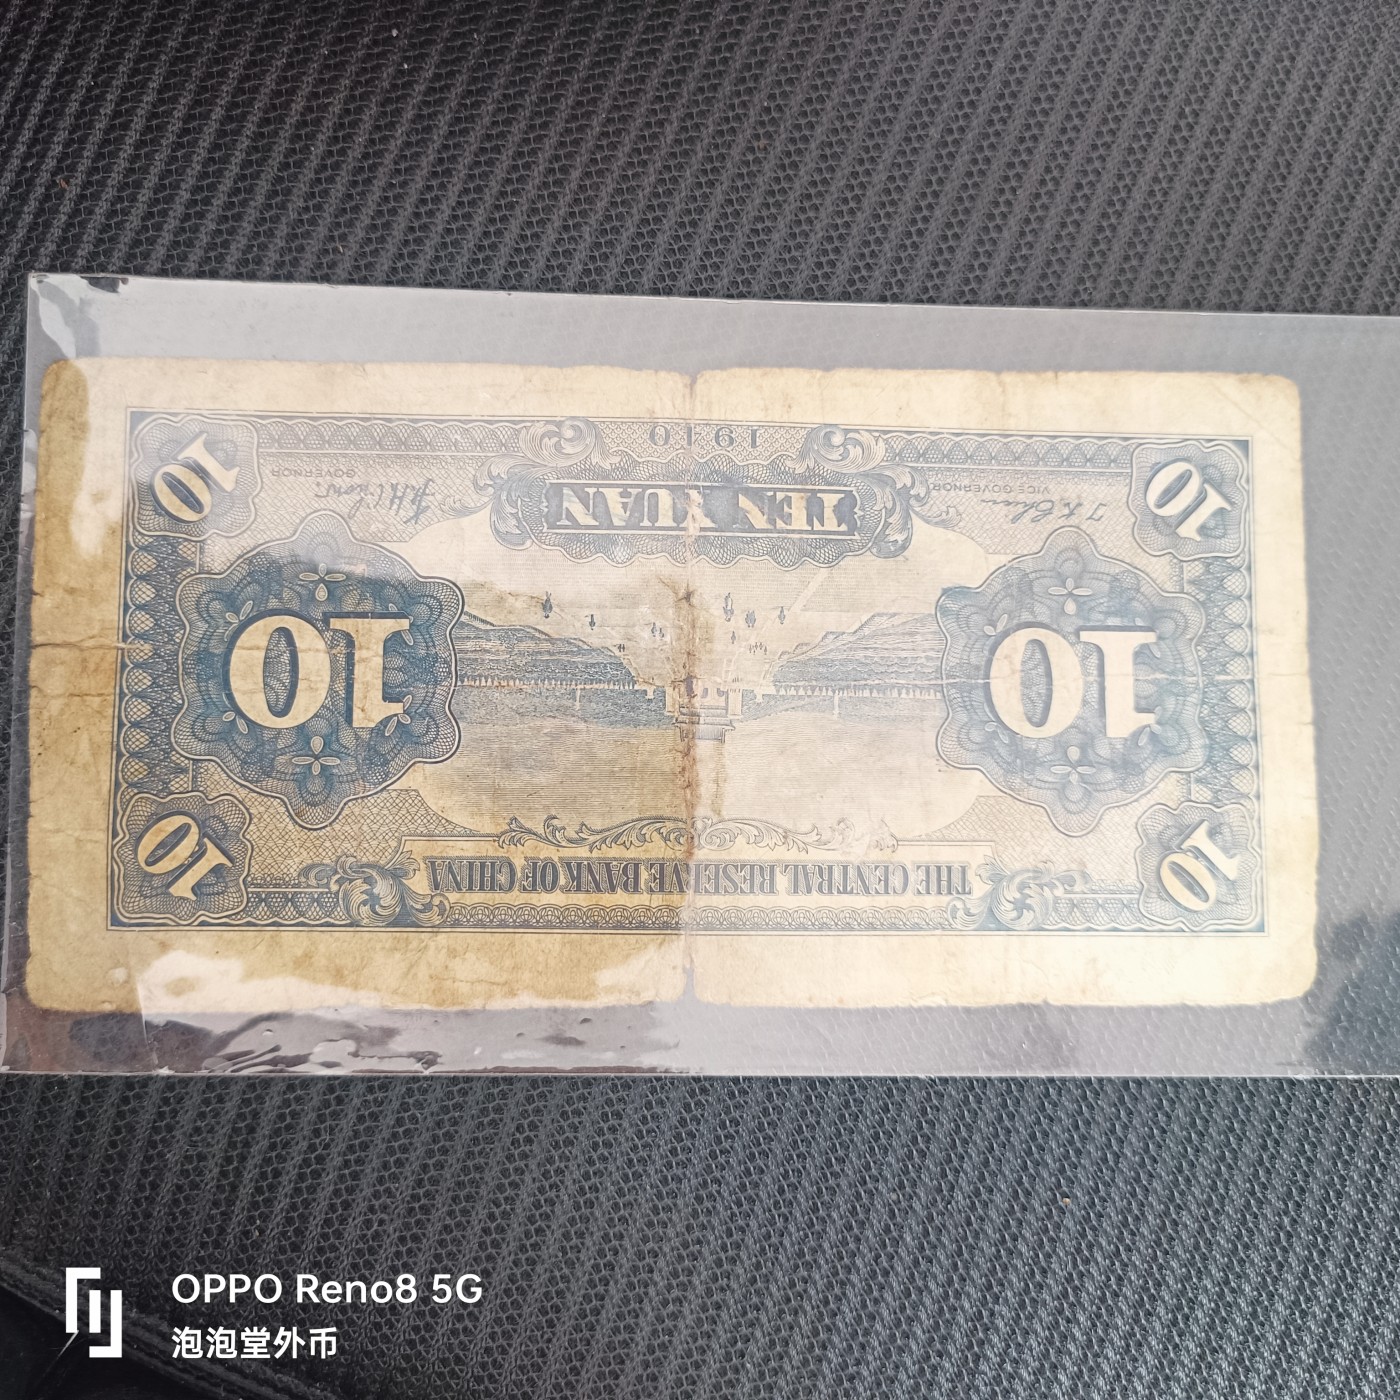 THE CENTRAL RESERVE BANK OF CHINA
10
10
10
10
TEN YUAN
VICE GOVERNOR
GOVERNOR
10
10
1940
OPPO Reno8 5G
泡泡堂外币